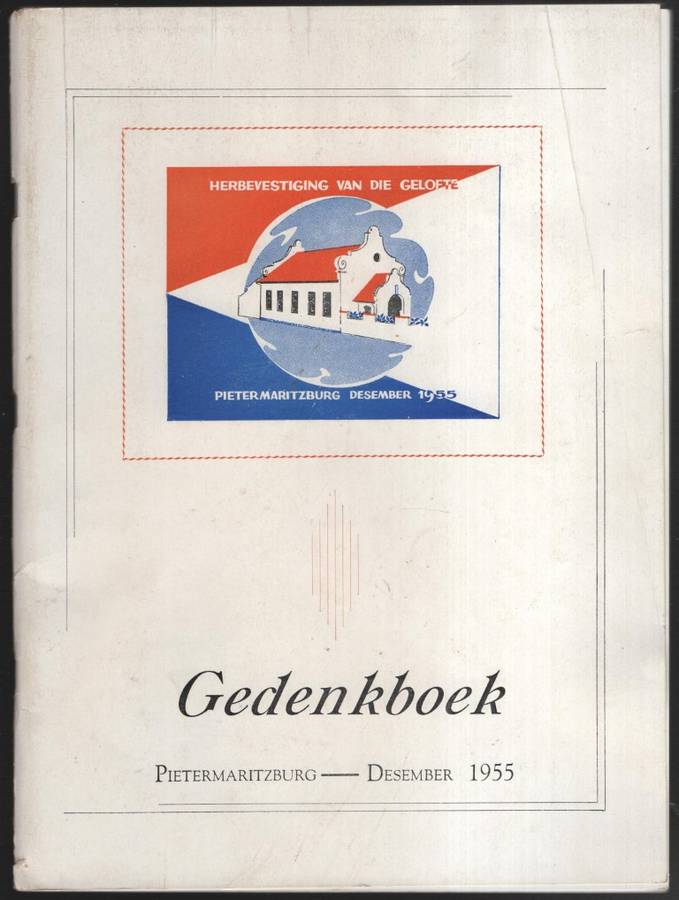 HERBEVESTIGING VAN DIE GELOFTE
PIETERMARITZBURG DESEMBER 1955
Gedenkboek
PIETERMARITZBURG — DESEMBER 1955